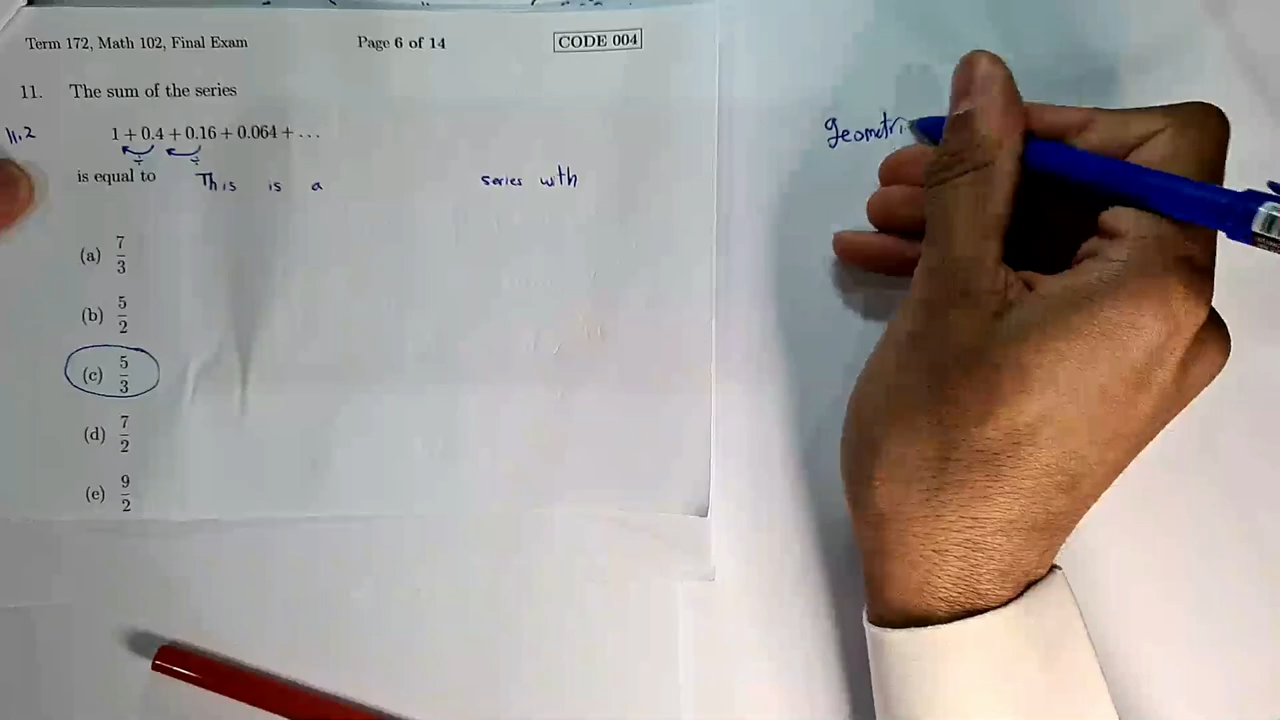 Term 172, Math 102, Final Exam Page 6 of 14 CODE 004
11. The sum of the series
11.2 1 + 0.4 + 0.16 + 0.064 + ...
÷ ÷
is equal to This is a series with
(a) 7/3
(b) 5/2
(c) 5/3
(d) 7/2
(e) 9/2
geometri